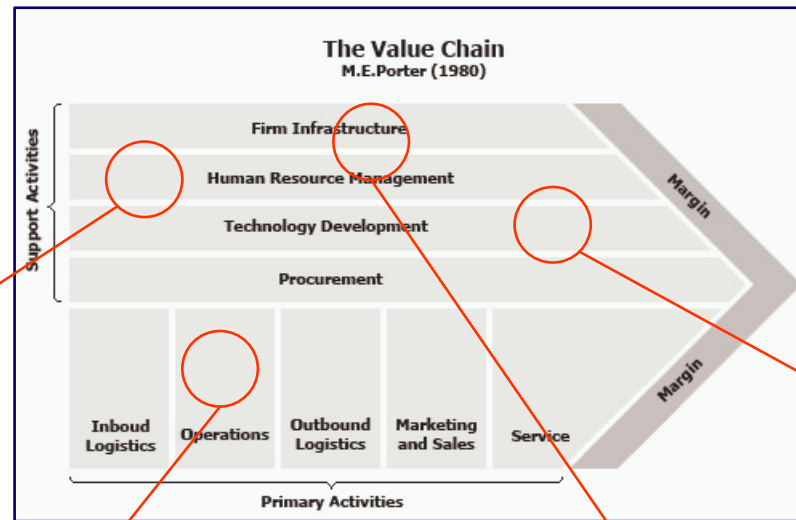 The Value Chain
M.E.Porter (1980)
Support Activities
Firm Infrastructure
Human Resource Management
Technology Development
Procurement
Margin
Margin
Inboud
Logistics
Operations
Outbound
Logistics
Marketing
and Sales
Service
Primary Activities